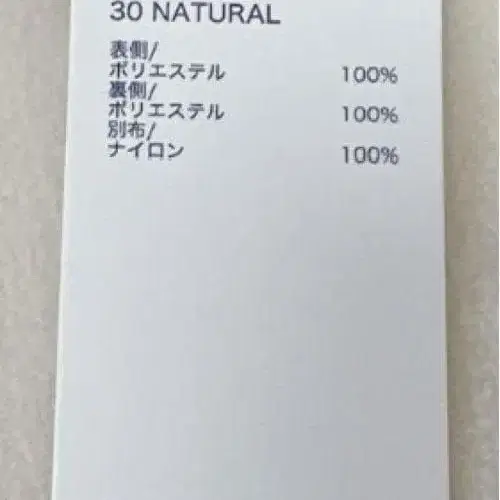 30 NATURAL
表側/
ポリエステル 100%
裏側/
ポリエステル 100%
別布/
ナイロン 100%